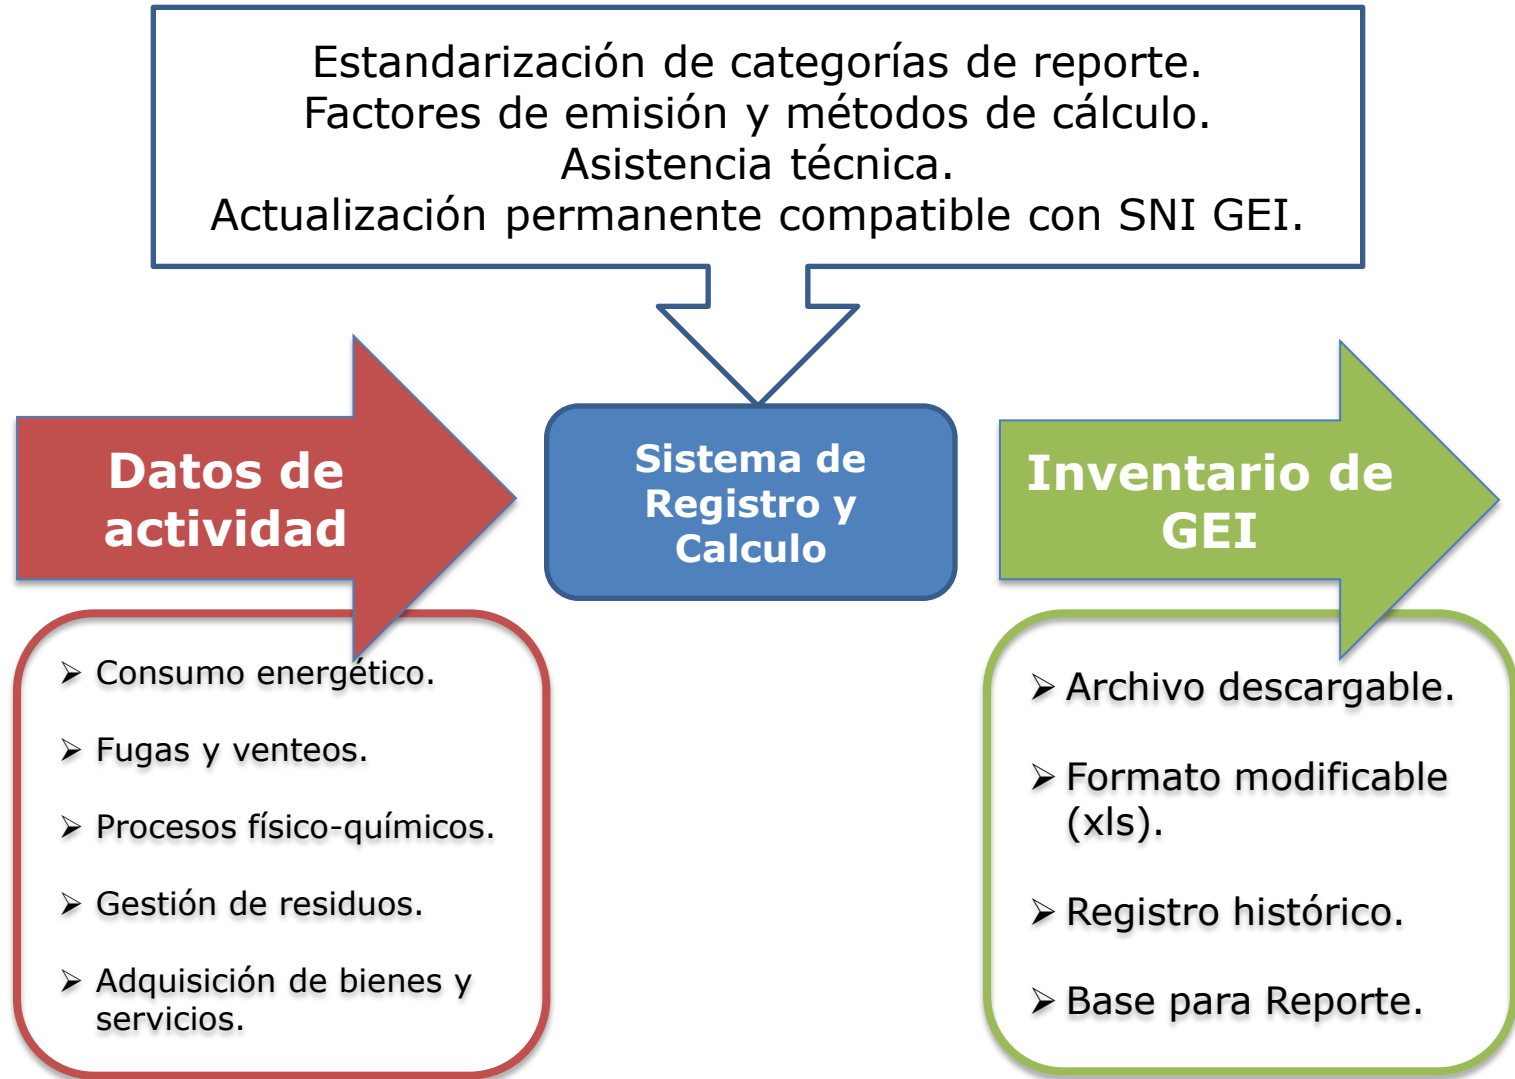 Estandarización de categorías de reporte.
Factores de emisión y métodos de cálculo.
Asistencia técnica.
Actualización permanente compatible con SNI GEI.
Datos de
actividad
Sistema de
Registro y
Calculo
Inventario de
GEI
➢ Consumo energético.
➢ Fugas y venteos.
➢ Procesos físico-químicos.
➢ Gestión de residuos.
➢ Adquisición de bienes y
servicios.
➢ Archivo descargable.
➢ Formato modificable
(xls).
➢ Registro histórico.
➢ Base para Reporte.